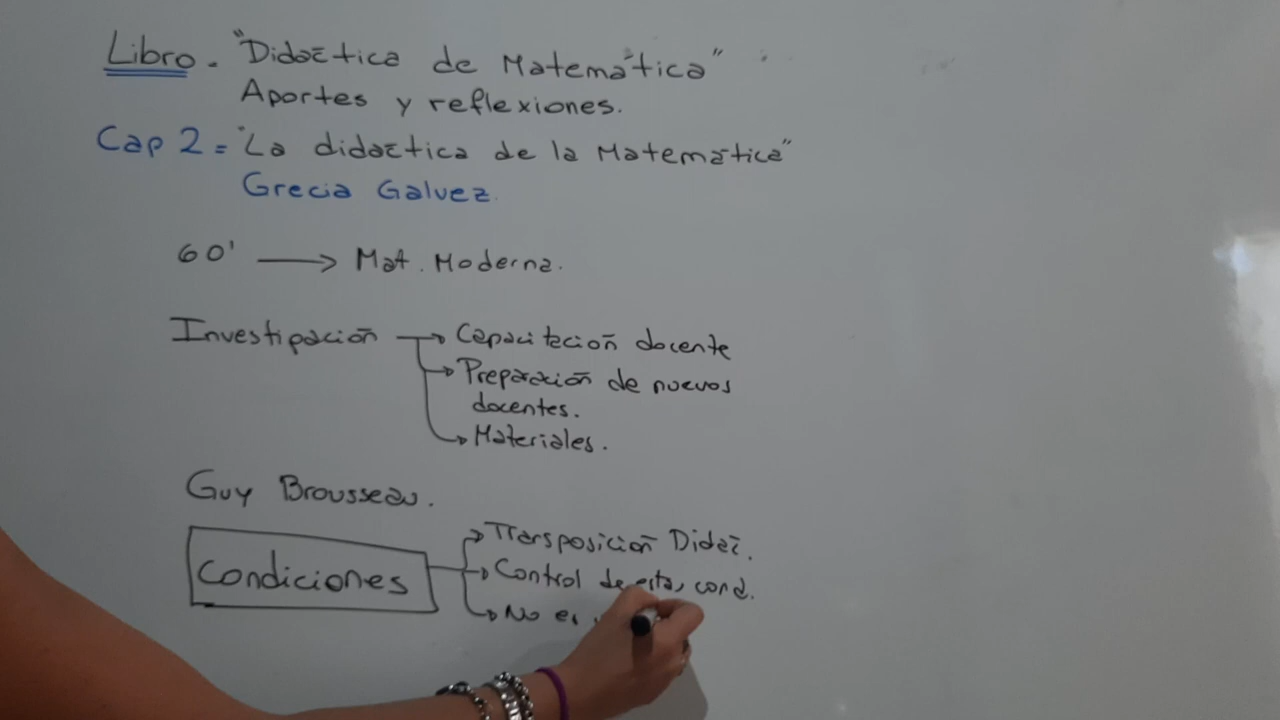 Libro. "Didáctica de Matemática"
Aportes y reflexiones.
Cap 2 = "La didáctica de la Matemática"
Grecia Galvez.
60' → Mat. Moderna.
Investigación → Capacitación docente
→ Preparación de nuevos
docentes.
→ Materiales.
Guy Brousseau.
Condiciones → Transposición Didác.
→ Control de estas cond.
→ No es